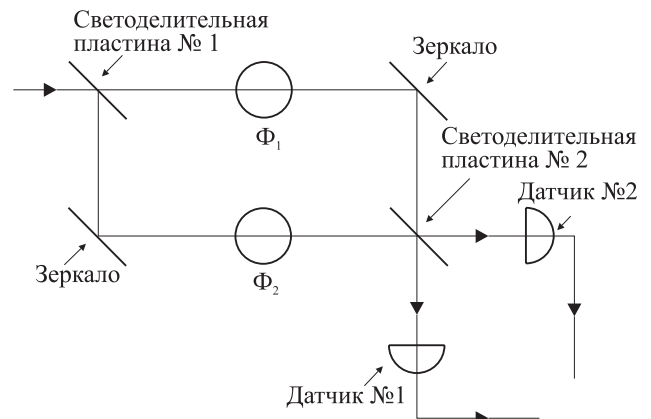 Светоделительная
пластина № 1
Зеркало
Ф₁
Светоделительная
пластина № 2
Датчик №2
Зеркало
Ф₂
Датчик №1